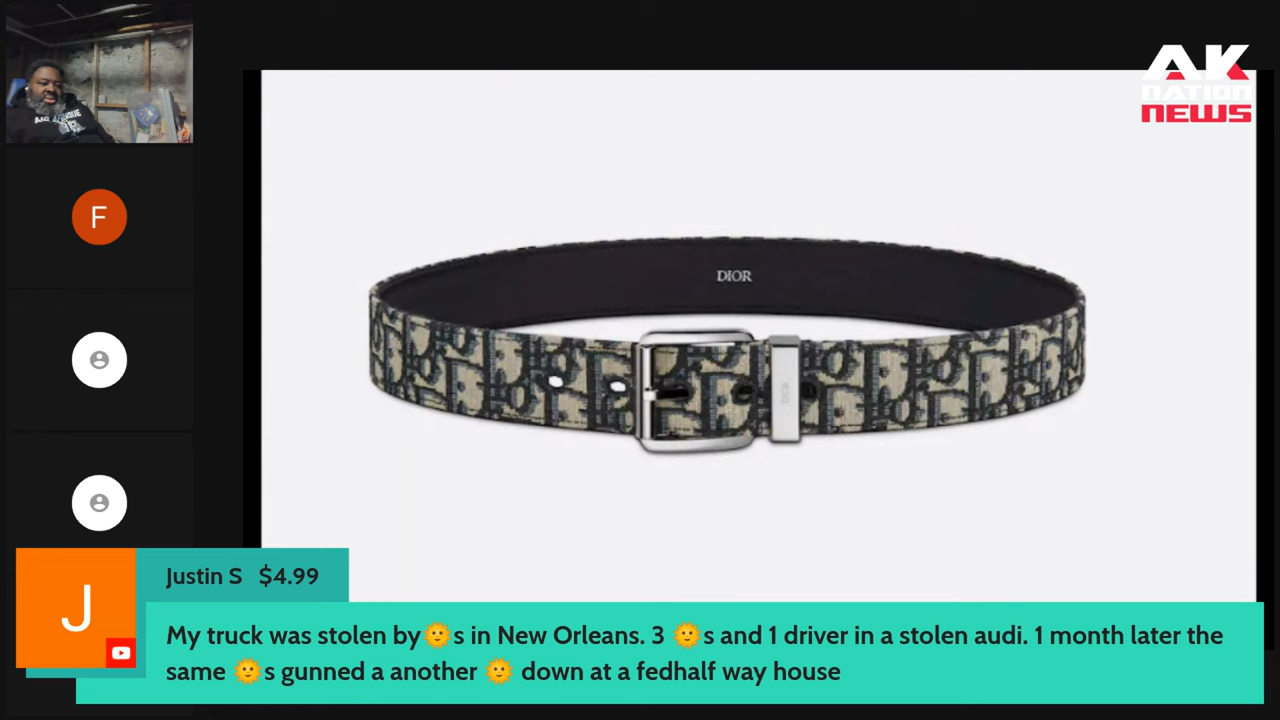 AK
NATION
NEWS
DIOR
F
J
Justin S $4.99
My truck was stolen by🌞s in New Orleans. 3 🌞s and 1 driver in a stolen audi. 1 month later the
same 🌞s gunned a another 🌞 down at a fedhalf way house